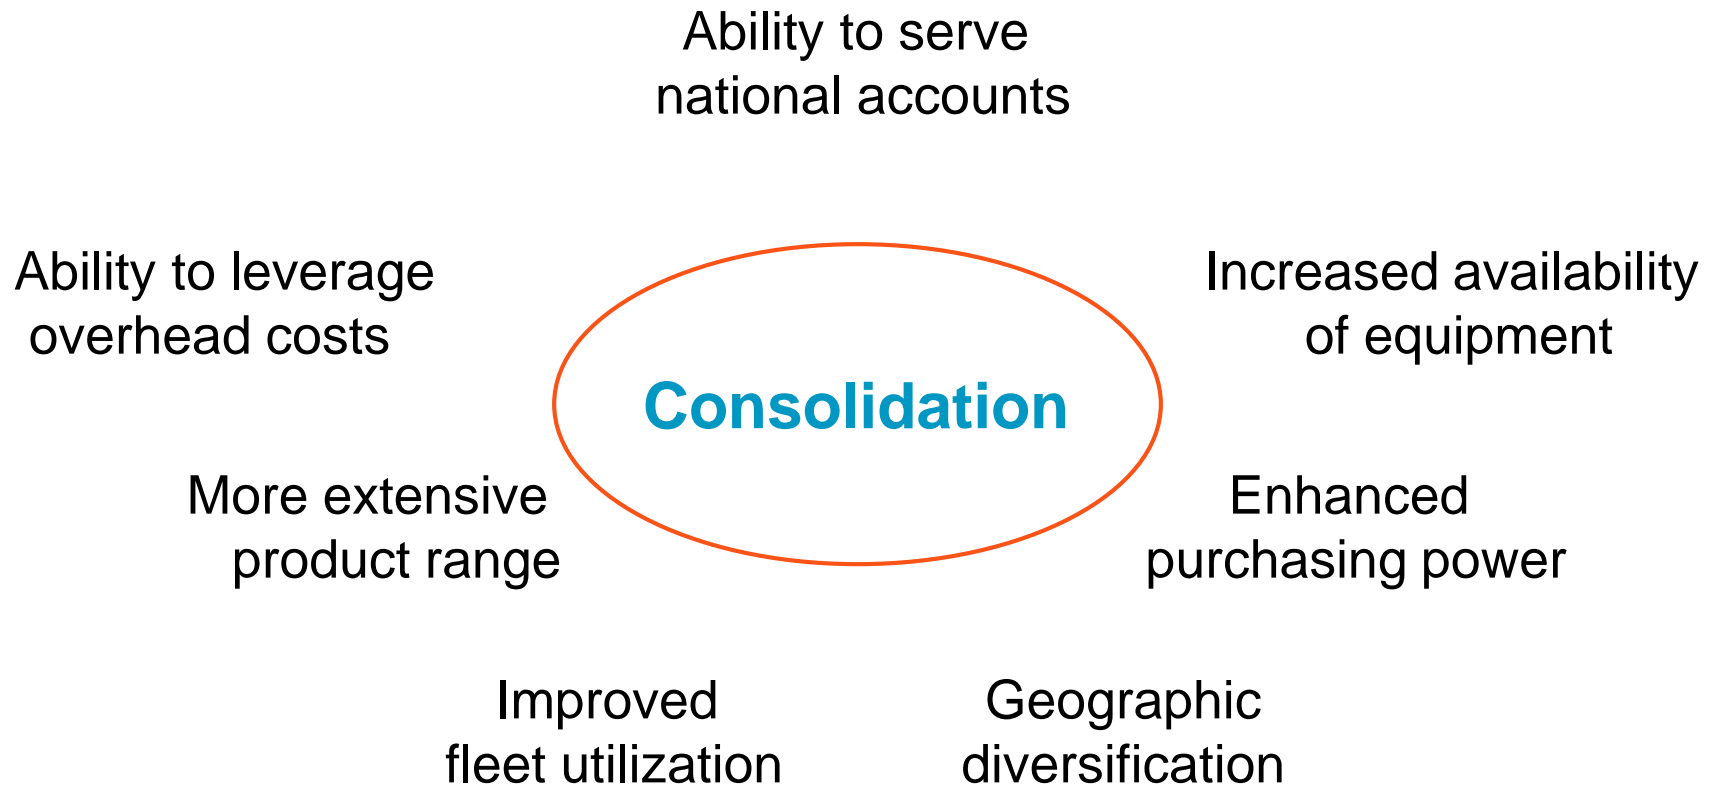 Ability to serve
national accounts
Ability to leverage
overhead costs
Increased availability
of equipment
Consolidation
More extensive
product range
Enhanced
purchasing power
Improved
fleet utilization
Geographic
diversification